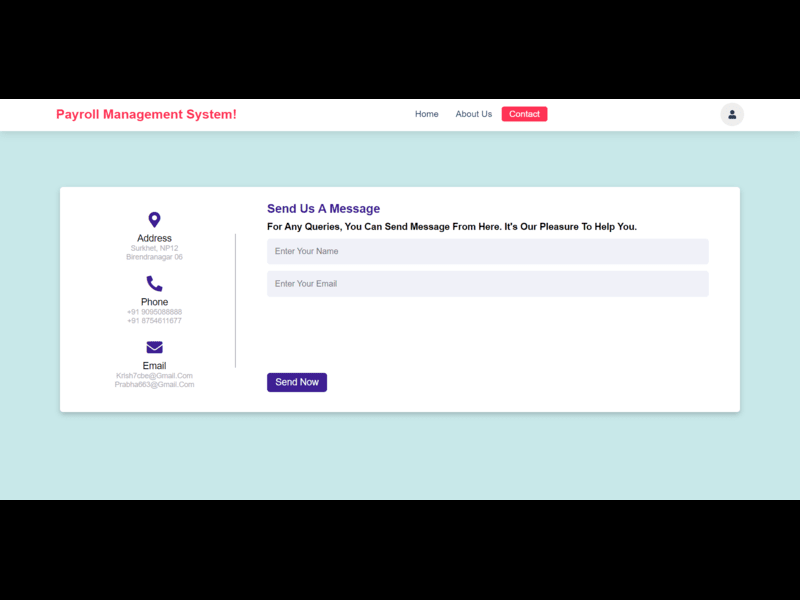 Payroll Management System!
Home
About Us
Contact
Address
Surkhet, NP12
Birendranagar 06
Phone
+91 9095088888
+91 8754611677
Email
Krish7cbe@Gmail.Com
Prabha663@Gmail.Com
Send Us A Message
For Any Queries, You Can Send Message From Here. It's Our Pleasure To Help You.
Enter Your Name
Enter Your Email
Send Now